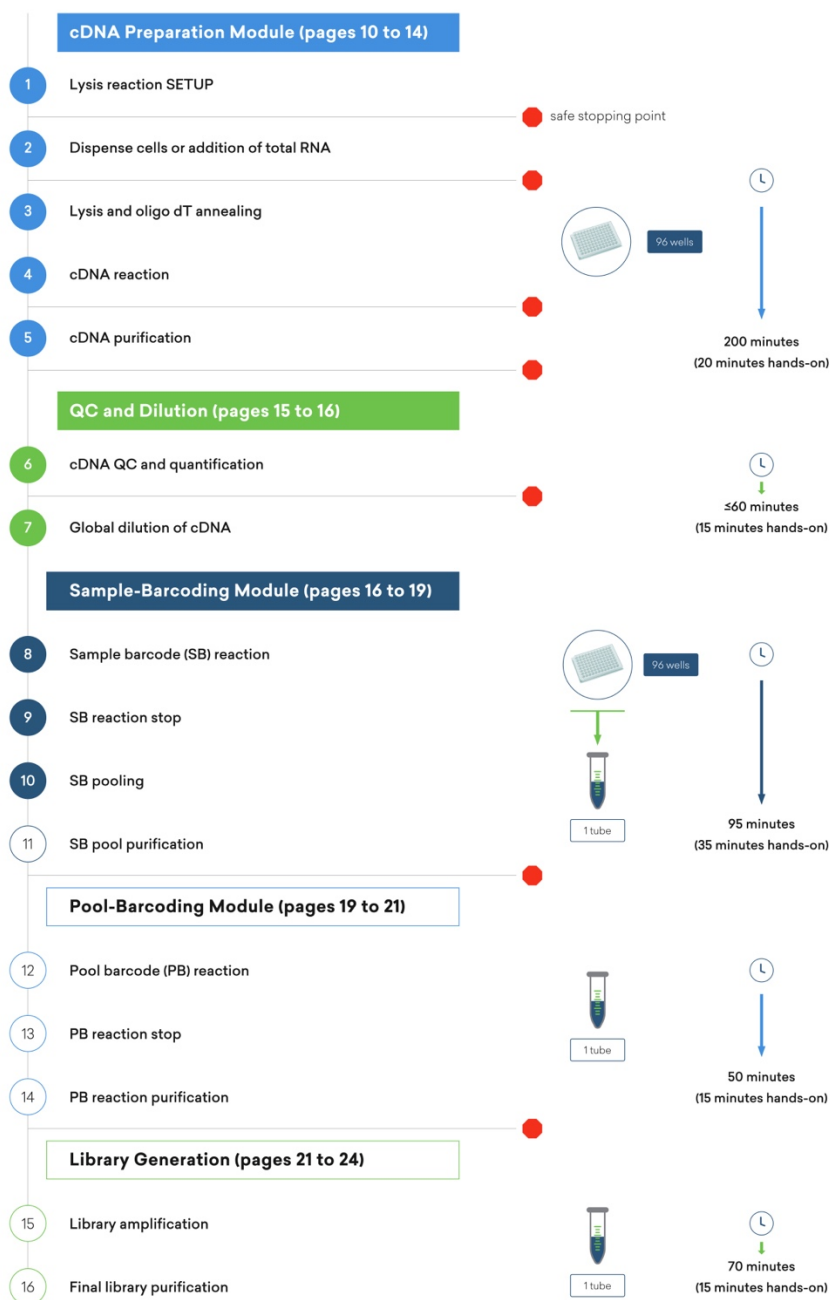 cDNA Preparation Module (pages 10 to 14)
1 Lysis reaction SETUP
safe stopping point
2 Dispense cells or addition of total RNA
3 Lysis and oligo dT annealing
96 wells
4 cDNA reaction
5 cDNA purification
200 minutes
(20 minutes hands-on)
QC and Dilution (pages 15 to 16)
6 cDNA QC and quantification
≤60 minutes
(15 minutes hands-on)
7 Global dilution of cDNA
Sample-Barcoding Module (pages 16 to 19)
8 Sample barcode (SB) reaction
96 wells
9 SB reaction stop
10 SB pooling
1 tube
95 minutes
(35 minutes hands-on)
11 SB pool purification
Pool-Barcoding Module (pages 19 to 21)
12 Pool barcode (PB) reaction
13 PB reaction stop
1 tube
50 minutes
(15 minutes hands-on)
14 PB reaction purification
Library Generation (pages 21 to 24)
15 Library amplification
70 minutes
(15 minutes hands-on)
16 Final library purification
1 tube